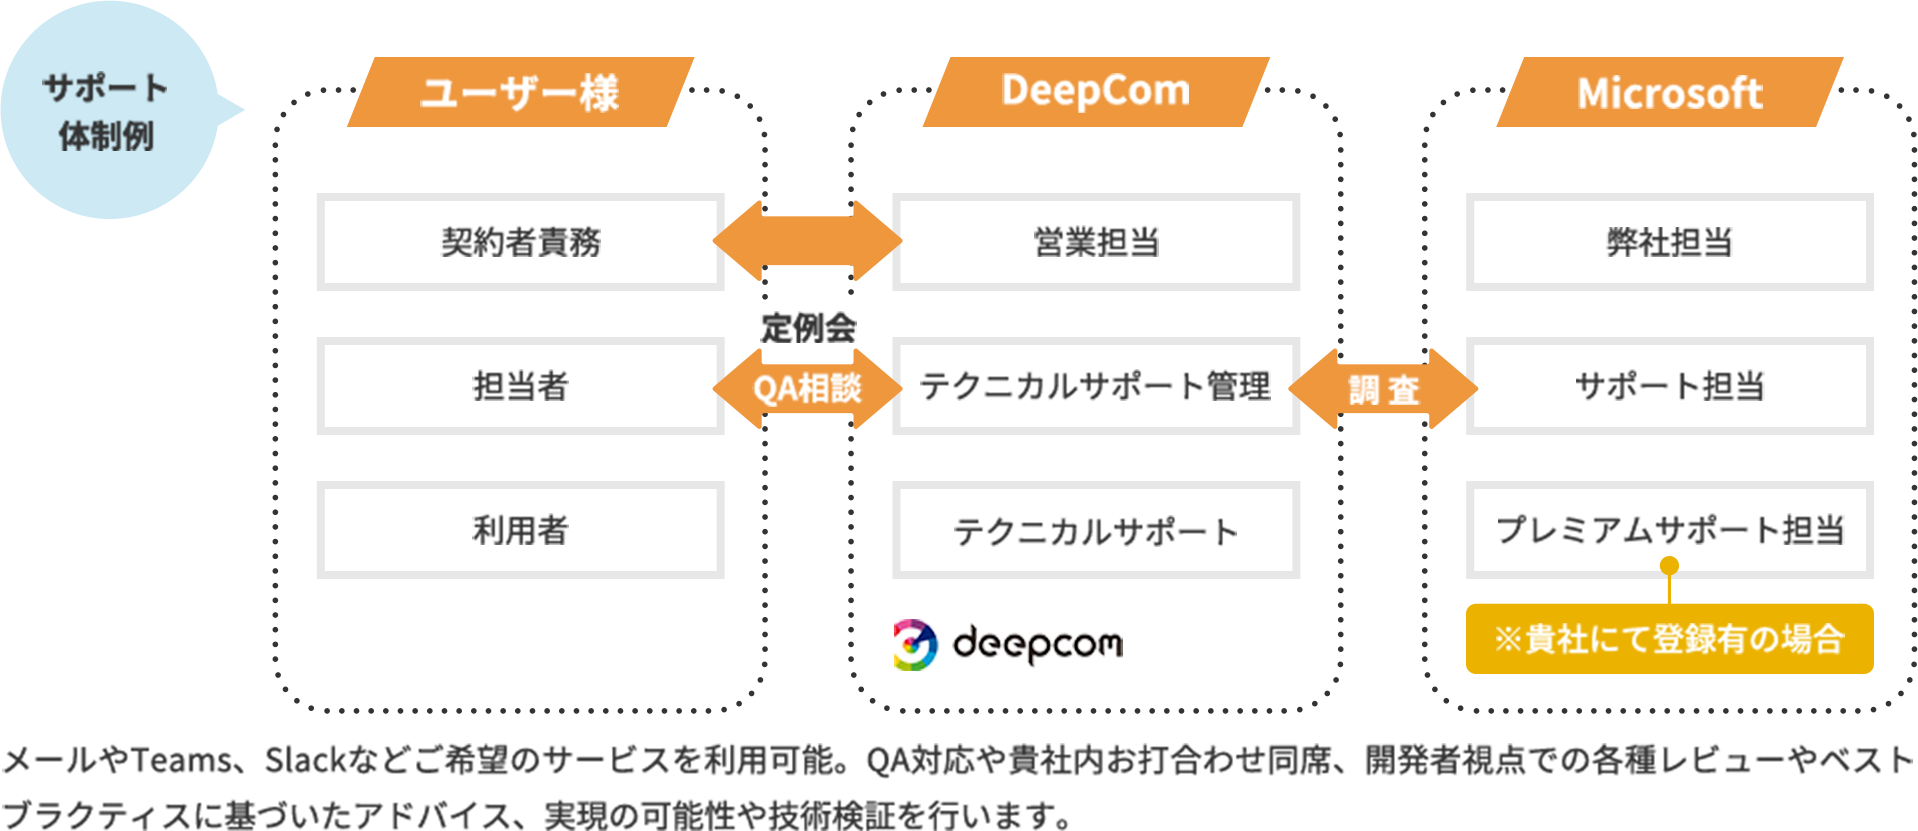 サポート
体制例
ユーザー様
DeepCom
Microsoft
契約者責務
営業担当
弊社担当
定例会
担当者
QA相談
テクニカルサポート管理
調 査
サポート担当
利用者
テクニカルサポート
プレミアムサポート担当
deepcom
※貴社にて登録有の場合
メールやTeams、Slackなどご希望のサービスを利用可能。QA対応や貴社内お打合わせ同席、開発者視点での各種レビューやベスト
プラクティスに基づいたアドバイス、実現の可能性や技術検証を行います。